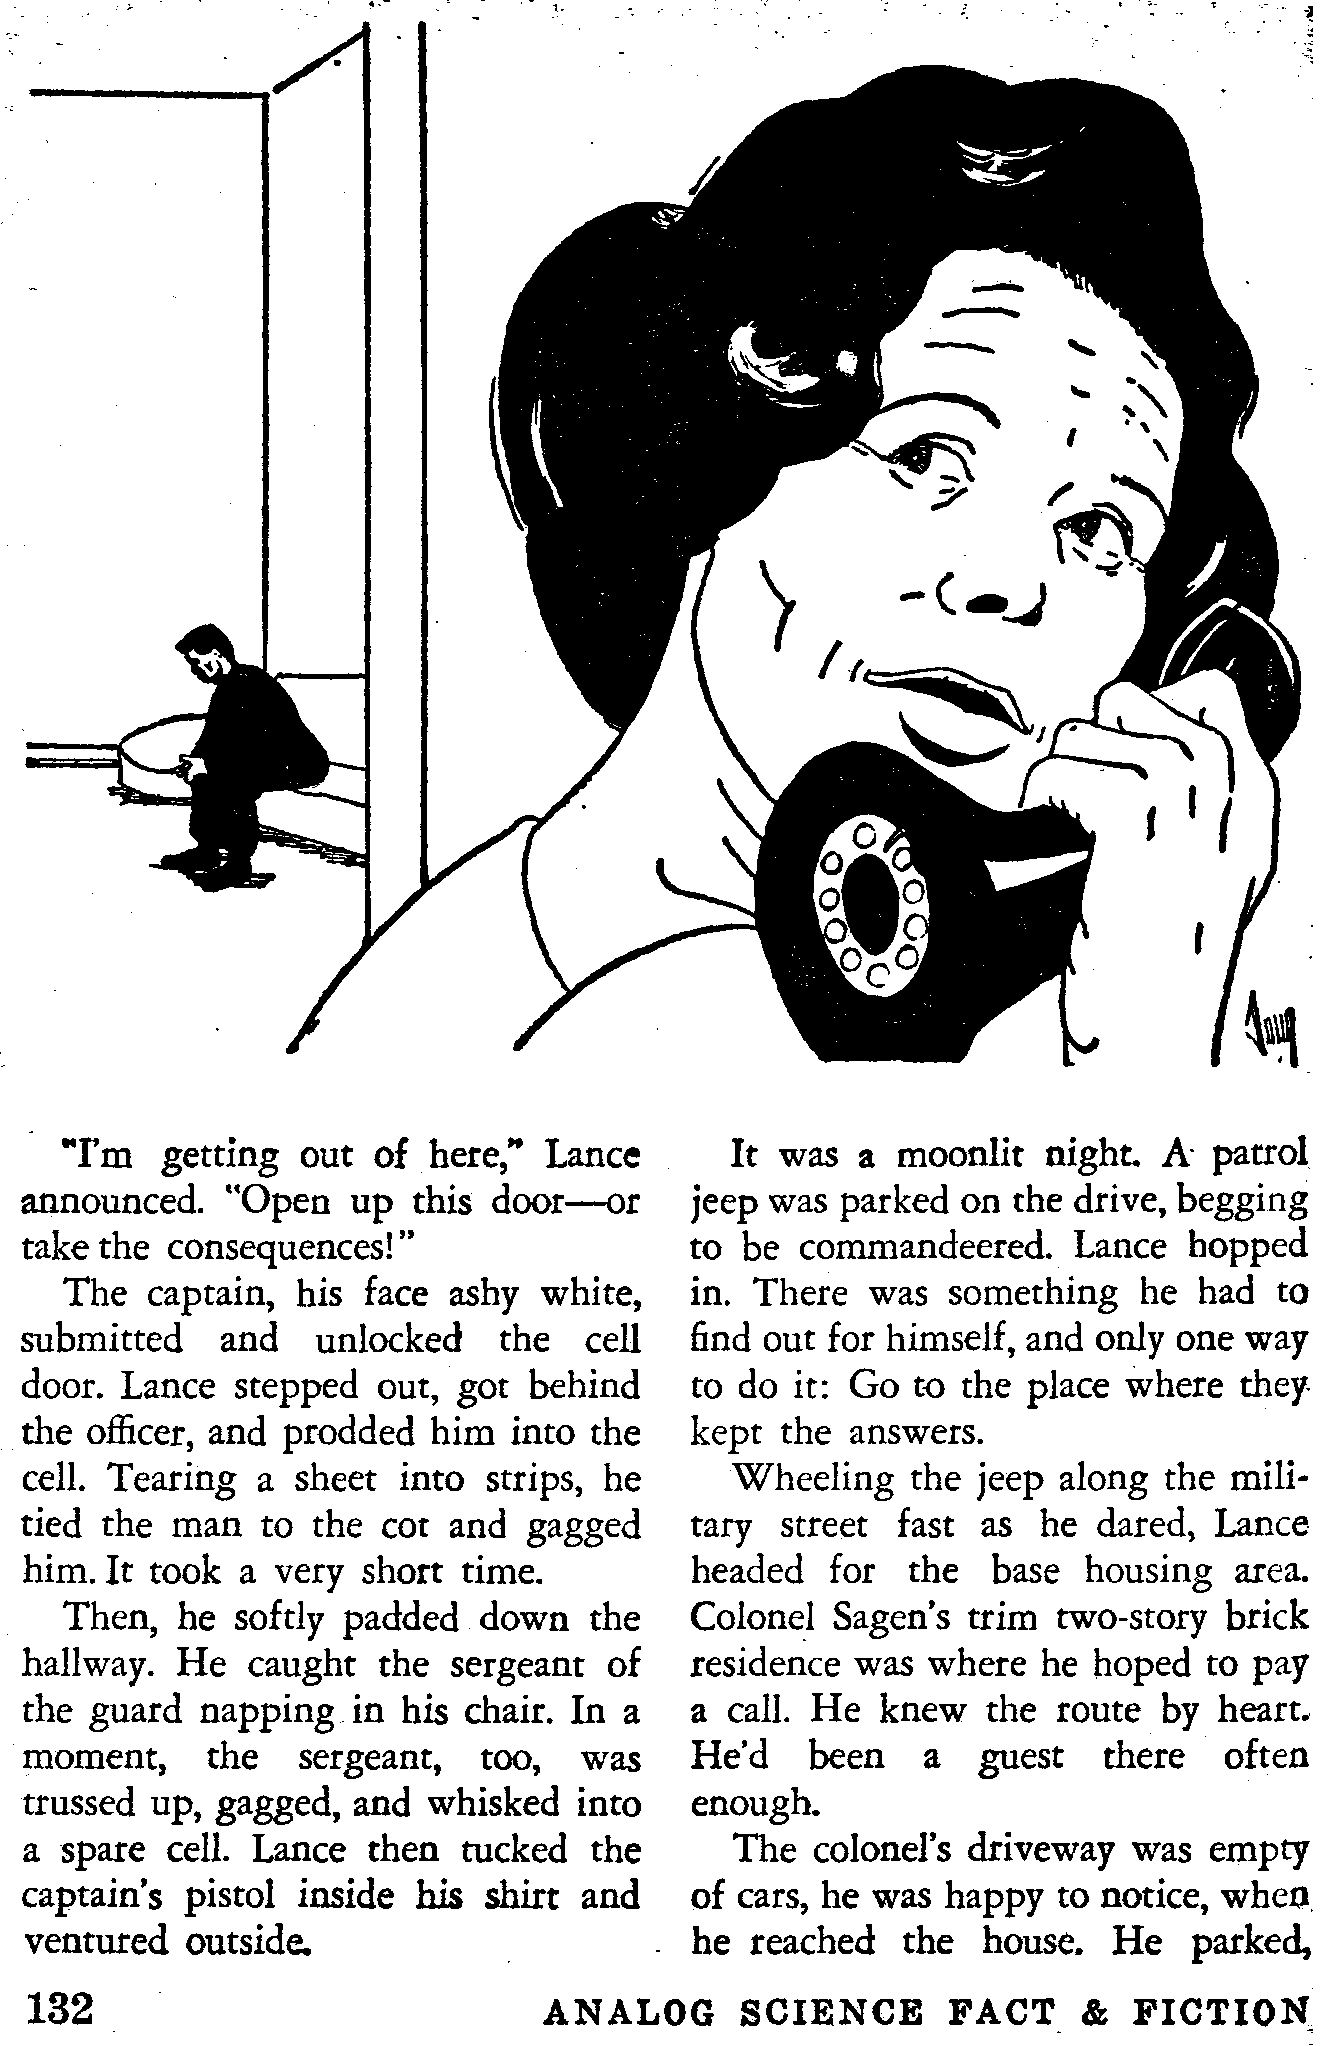 "I'm getting out of here," Lance
announced. "Open up this door—or
take the consequences!"
The captain, his face ashy white,
submitted and unlocked the cell
door. Lance stepped out, got behind
the officer, and prodded him into the
cell. Tearing a sheet into strips, he
tied the man to the cot and gagged
him. It took a very short time.
Then, he softly padded down the
hallway. He caught the sergeant of
the guard napping in his chair. In a
moment, the sergeant, too, was
trussed up, gagged, and whisked into
a spare cell. Lance then tucked the
captain's pistol inside his shirt and
ventured outside.
It was a moonlit night. A patrol
jeep was parked on the drive, begging
to be commandeered. Lance hopped
in. There was something he had to
find out for himself, and only one way
to do it: Go to the place where they
kept the answers.
Wheeling the jeep along the mili-
tary street fast as he dared, Lance
headed for the base housing area.
Colonel Sagen's trim two-story brick
residence was where he hoped to pay
a call. He knew the route by heart.
He'd been a guest there often
enough.
The colonel's driveway was empty
of cars, he was happy to notice, when
he reached the house. He parked,
132
ANALOG SCIENCE FACT & FICTION